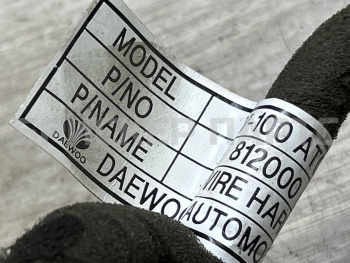 MODEL -100 AT
P/NO 812000
P/NAME WIRE HAR
DAEWOO DAEWOO AUTOMO